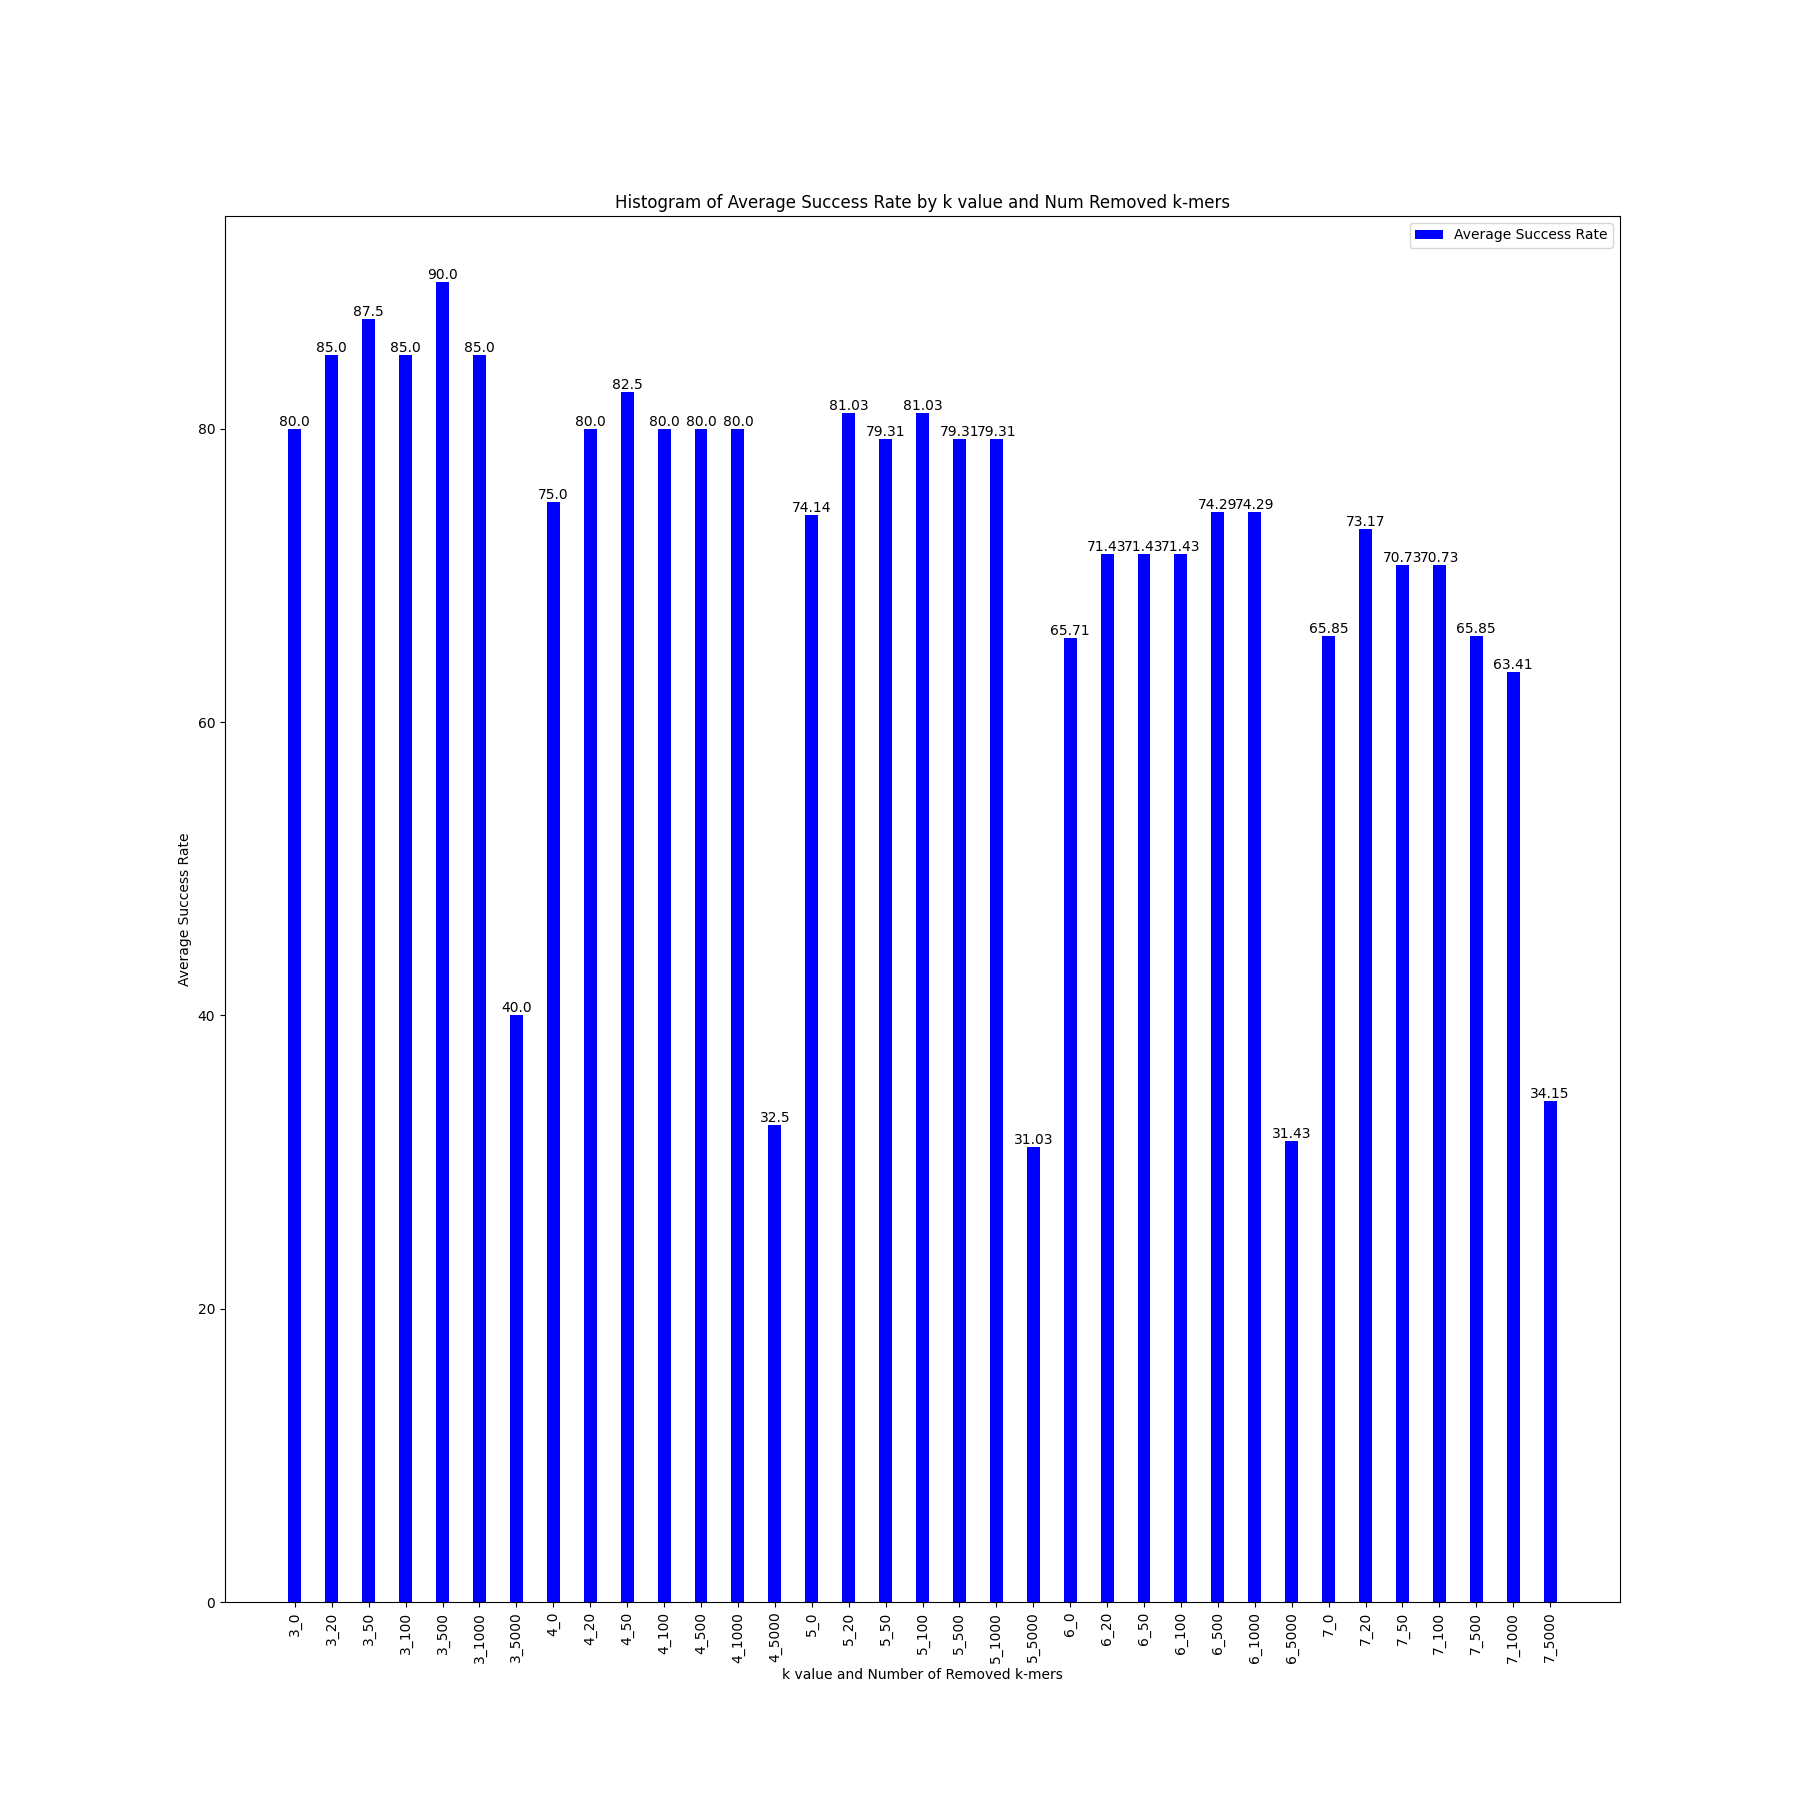 Histogram of Average Success Rate by k value and Num Removed k-mers
Average Success Rate
90.0
87.5
85.0 85.0 85.0
82.5
81.03 81.03
80.0 80.0 80.0 80.0 80.0
79.31 79.31 79.31
75.0
74.14
74.29 74.29
73.17
71.43 71.43 71.43
70.73 70.73
65.71
65.85 65.85
63.41
40.0
34.15
32.5
31.43
31.03
80
60
40
20
0
Average Success Rate
3_0 3_20 3_50 3_100 3_500 3_1000 3_5000 4_0 4_20 4_50 4_100 4_500 4_1000 4_5000 5_0 5_20 5_50 5_100 5_500 5_1000 5_5000 6_0 6_20 6_50 6_100 6_500 6_1000 6_5000 7_0 7_20 7_50 7_100 7_500 7_1000 7_5000
k value and Number of Removed k-mers